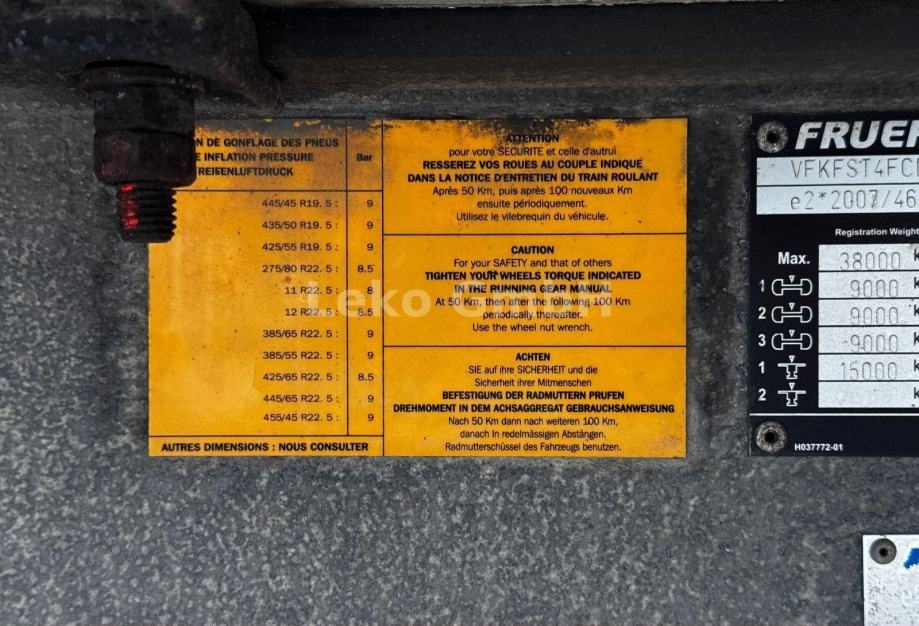 N DE GONFLAGE DES PNEUS
E INFLATION PRESSURE
REIFENLUFTDRUCK
Bar
445/45 R19. 5 : 9
435/50 R19. 5 : 9
425/55 R19. 5 : 9
275/80 R22. 5 : 8.5
11 R22. 5 : 8
12 R22. 5 : 8.5
385/65 R22. 5 : 9
385/55 R22. 5 : 9
425/65 R22. 5 : 8.5
445/65 R22. 5 : 9
455/45 R22. 5 : 9
AUTRES DIMENSIONS : NOUS CONSULTER
ATTENTION
pour votre SECURITE et celle d'autrui
RESSEREZ VOS ROUES AU COUPLE INDIQUE
DANS LA NOTICE D'ENTRETIEN DU TRAIN ROULANT
Après 50 Km, puis après 100 nouveaux Km
ensuite périodiquement.
Utilisez le vilebrequin du véhicule.
CAUTION
For your SAFETY and that of others
TIGHTEN YOUR WHEELS TORQUE INDICATED
IN THE RUNNING GEAR MANUAL
At 50 Km, then after the following 100 Km
periodically thereafter.
Use the wheel nut wrench.
ACHTEN
SIE auf ihre SICHERHEIT und die
Sicherheit ihrer Mitmenschen
BEFESTIGUNG DER RADMUTTERN PRUFEN
DREHMOMENT IN DEM ACHSAGGREGAT GEBRAUCHSANWEISUNG
Nach 50 Km dann nach weiteren 100 Km,
danach In redelmässigen Abstängen.
Radmutterschüssel des Fahrzeugs benutzen.
Leko
FRUE
VFKFST4FC
e2*2007/46
Registration Weight
Max. 38000 k
1 9000 k
2 9000
3 9000 k
1 15000 k
2 k
H037772-01